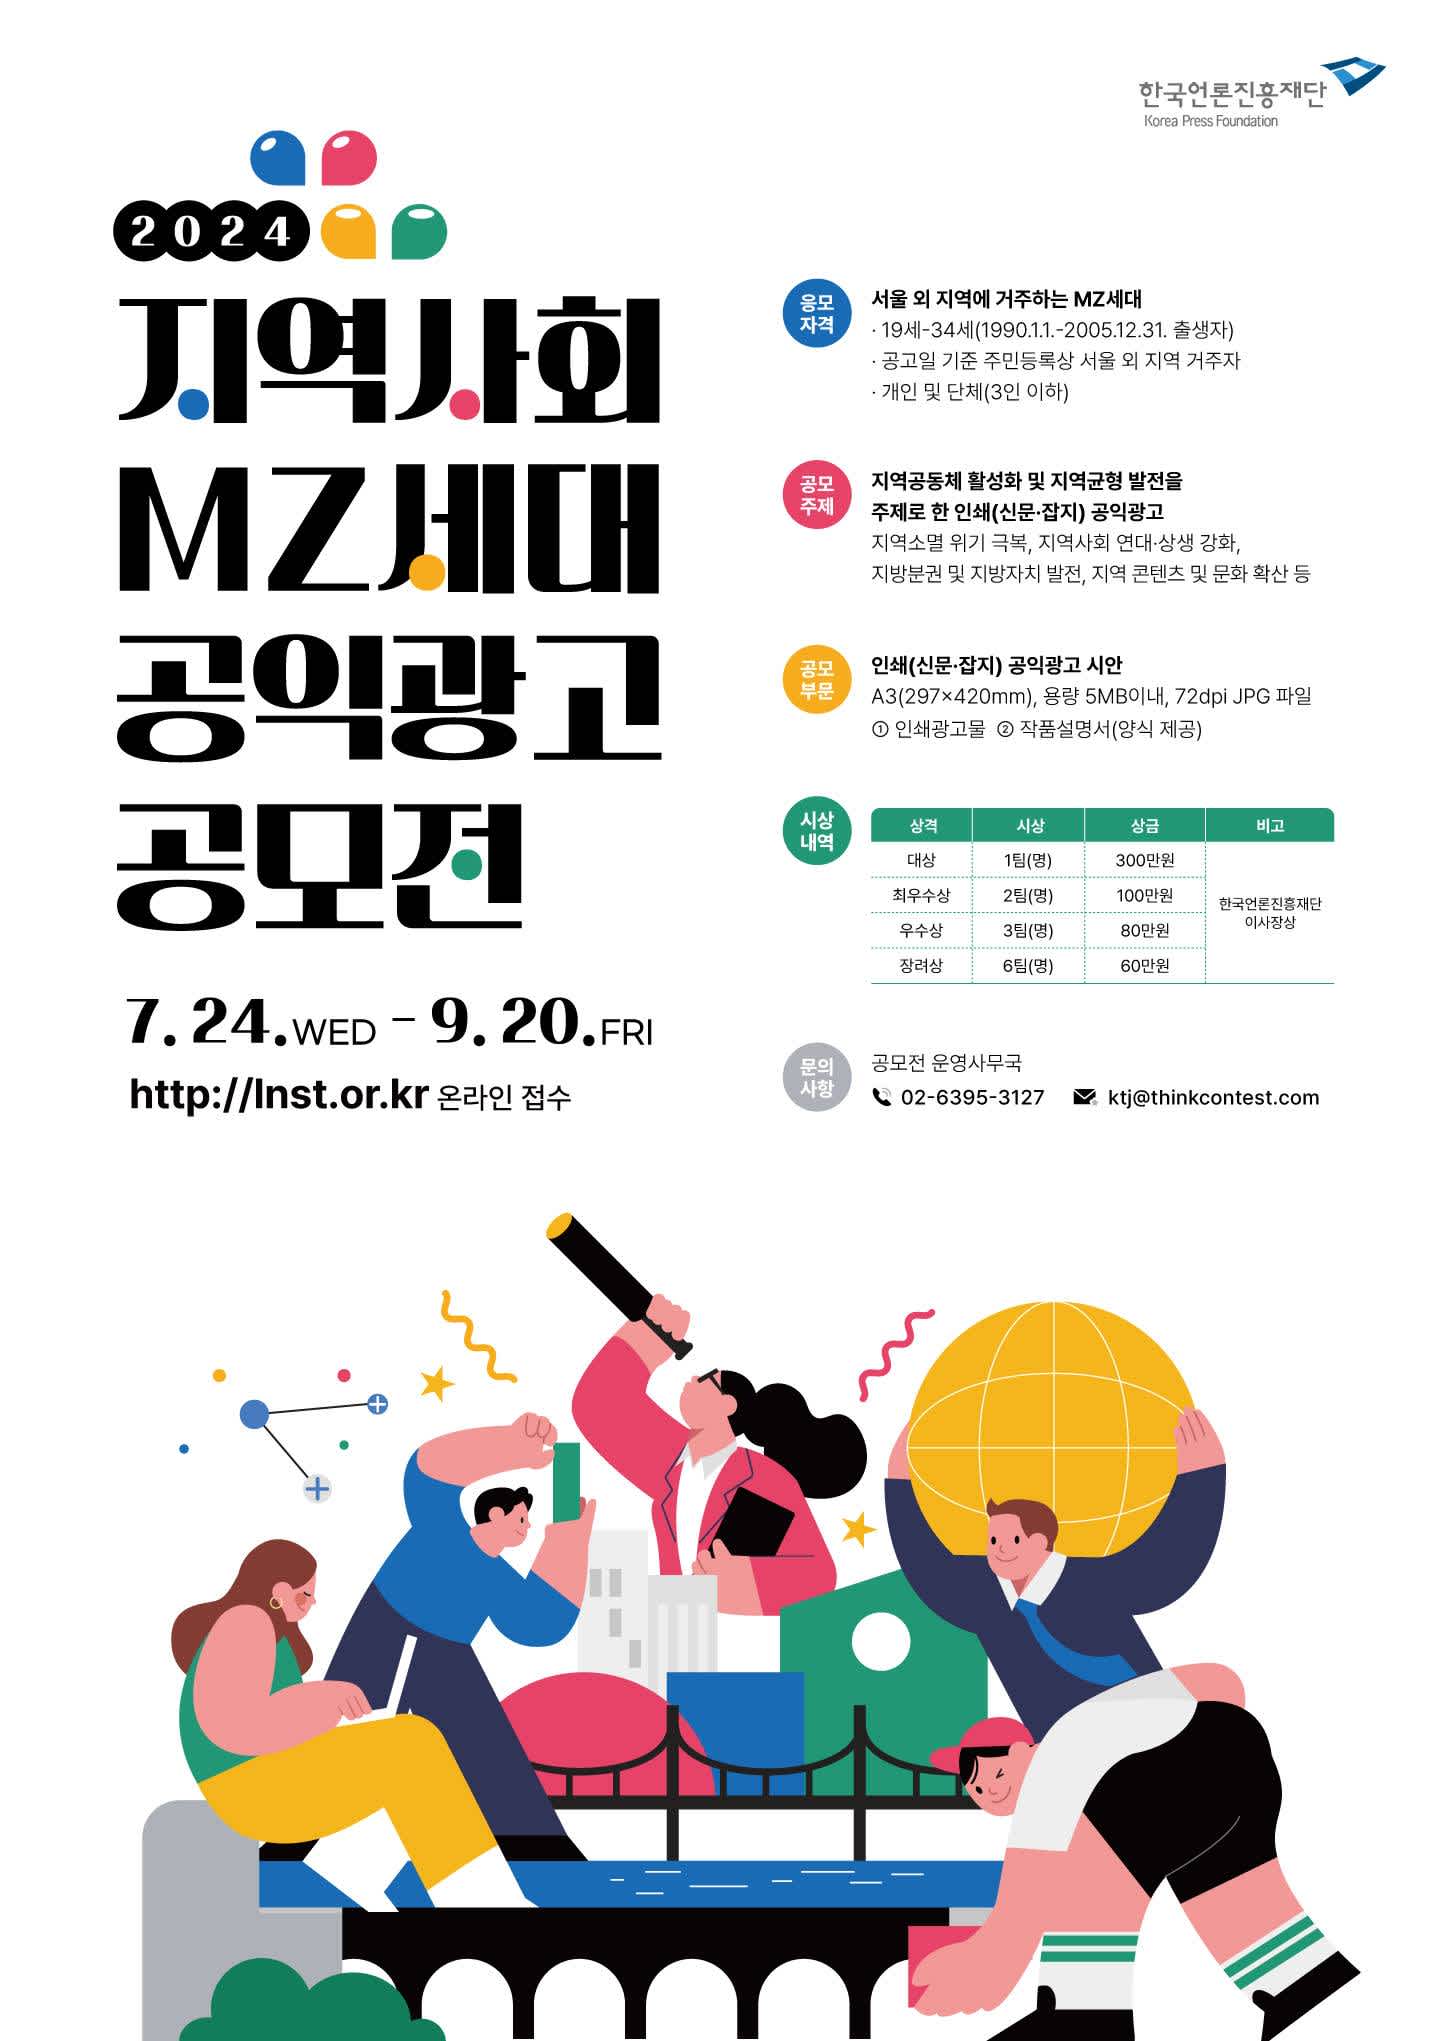 한국언론진흥재단
Korea Press Foundation
2024
지역사회
MZ세대
공익광고
공모전
7. 24. WED - 9. 20. FRI
http://lnst.or.kr 온라인 접수
응모
자격
서울 외 지역에 거주하는 MZ세대
· 19세-34세(1990.1.1.-2005.12.31. 출생자)
· 공고일 기준 주민등록상 서울 외 지역 거주자
· 개인 및 단체(3인 이하)
공모
주제
지역공동체 활성화 및 지역균형 발전을
주제로 한 인쇄(신문·잡지) 공익광고
지역소멸 위기 극복, 지역사회 연대·상생 강화,
지방분권 및 지방자치 발전, 지역 콘텐츠 및 문화 확산 등
공모
부문
인쇄(신문·잡지) 공익광고 시안
A3(297×420mm), 용량 5MB이내, 72dpi JPG 파일
① 인쇄광고물 ② 작품설명서(양식 제공)
시상
내역
상격 시상 상금 비고
대상 1팀(명) 300만원
최우수상 2팀(명) 100만원
우수상 3팀(명) 80만원
장려상 6팀(명) 60만원
한국언론진흥재단
이사장상
문의
사항
공모전 운영사무국
02-6395-3127 ktj@thinkcontest.com